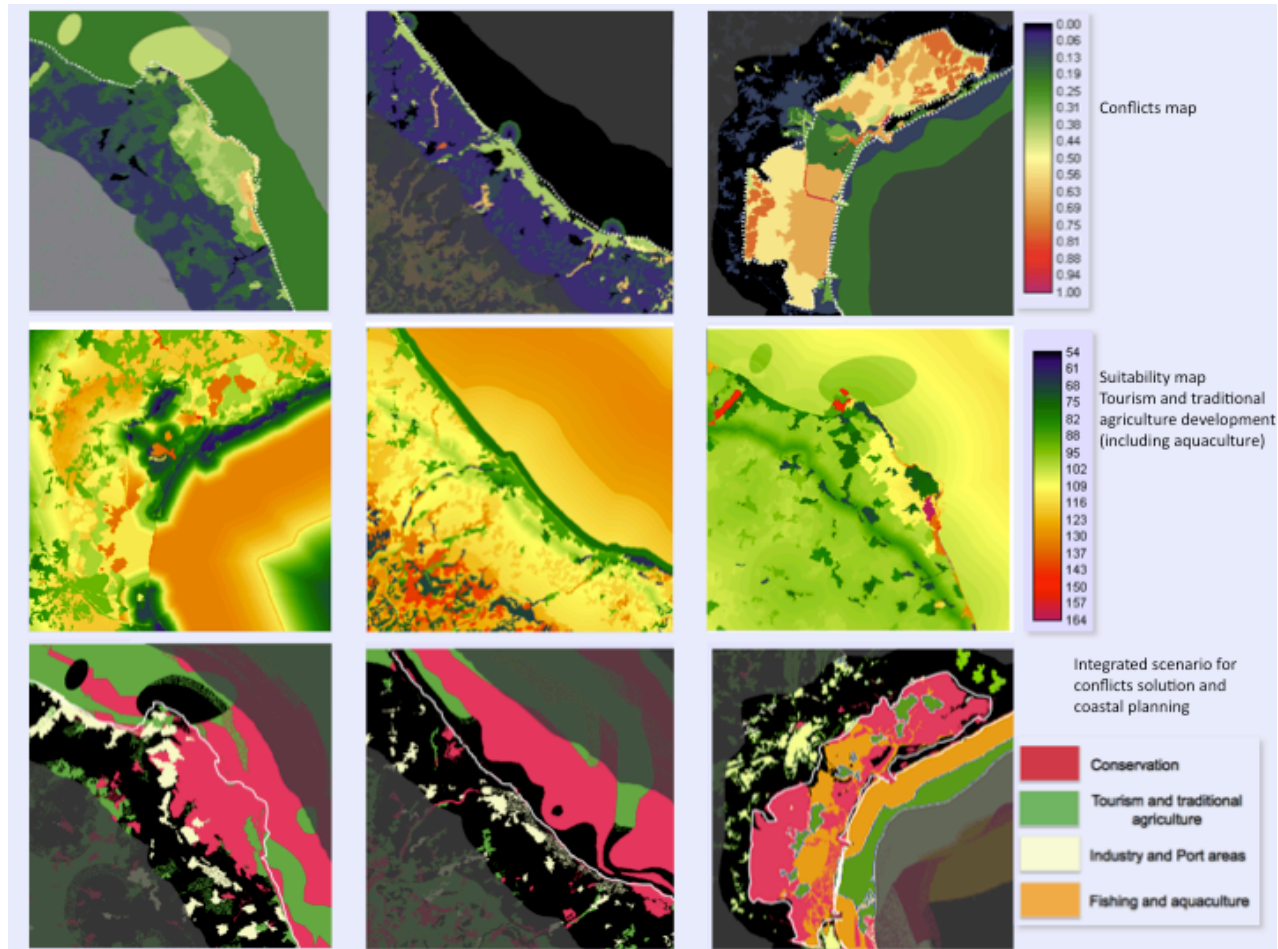 0.00
0.06
0.13
0.19
0.25
0.31
0.38
0.44
0.50
0.56
0.63
0.69
0.75
0.81
0.88
0.94
1.00
Conflicts map
54
61
68
75
82
88
95
102
109
116
123
130
137
143
150
157
164
Suitability map
Tourism and traditional
agriculture development
(including aquaculture)
Integrated scenario for
conflicts solution and
coastal planning
Conservation
Tourism and traditional
agriculture
Industry and Port areas
Fishing and aquaculture